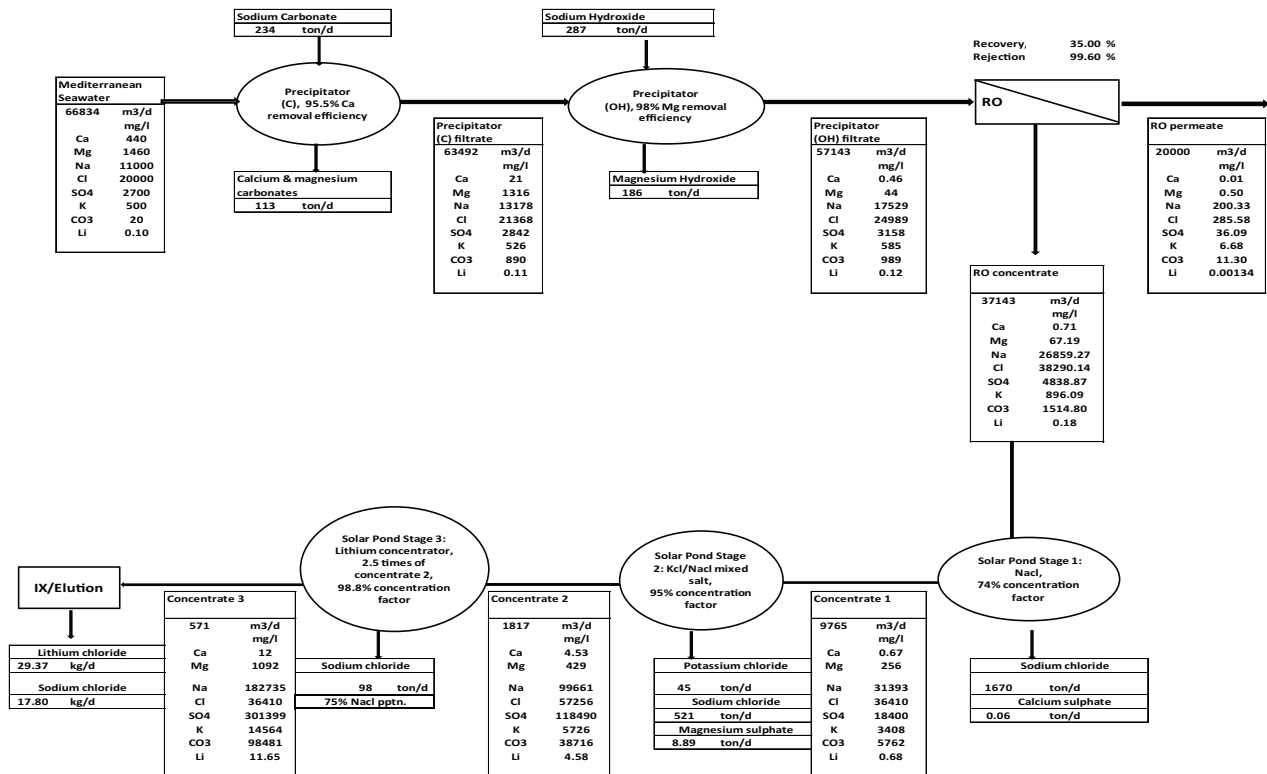 Sodium Carbonate
234 ton/d
Sodium Hydroxide
287 ton/d
Recovery, 35.00 %
Rejection 99.60 %
Mediterranean
Seawater
66834 m3/d
mg/l
Ca 440
Mg 1460
Na 11000
Cl 20000
SO4 2700
K 500
CO3 20
Li 0.10
Precipitator
(C), 95.5% Ca
removal efficiency
Calcium & magnesium
carbonates
113 ton/d
Precipitator
(C) filtrate
63492 m3/d
mg/l
Ca 21
Mg 1316
Na 13178
Cl 21368
SO4 2842
K 526
CO3 890
Li 0.11
Precipitator
(OH), 98% Mg removal
efficiency
Magnesium Hydroxide
186 ton/d
Precipitator
(OH) filtrate
57143 m3/d
mg/l
Ca 0.46
Mg 44
Na 17529
Cl 24989
SO4 3158
K 585
CO3 989
Li 0.12
RO
RO permeate
20000 m3/d
mg/l
Ca 0.01
Mg 0.50
Na 200.33
Cl 285.58
SO4 36.09
K 6.68
CO3 11.30
Li 0.00134
RO concentrate
37143 m3/d
mg/l
Ca 0.71
Mg 67.19
Na 26859.27
Cl 38290.14
SO4 4838.87
K 896.09
CO3 1514.80
Li 0.18
Solar Pond Stage 1:
Nacl,
74% concentration
factor
Sodium chloride
1670 ton/d
Calcium sulphate
0.06 ton/d
Concentrate 1
9765 m3/d
mg/l
Ca 0.67
Mg 256
Na 31393
Cl 36410
SO4 18400
K 3408
CO3 5762
Li 0.68
Solar Pond Stage
2: Kcl/Nacl mixed
salt,
95% concentration
factor
Potassium chloride
45 ton/d
Sodium chloride
521 ton/d
Magnesium sulphate
8.89 ton/d
Concentrate 2
1817 m3/d
mg/l
Ca 4.53
Mg 429
Na 99661
Cl 57256
SO4 118490
K 5726
CO3 38716
Li 4.58
Solar Pond Stage 3:
Lithium concentrator,
2.5 times of
concentrate 2,
98.8% concentration
factor
Sodium chloride
98 ton/d
75% Nacl pptn.
Concentrate 3
571 m3/d
mg/l
Ca 12
Mg 1092
Na 182735
Cl 36410
SO4 301399
K 14564
CO3 98481
Li 11.65
IX/Elution
Lithium chloride
29.37 kg/d
Sodium chloride
17.80 kg/d